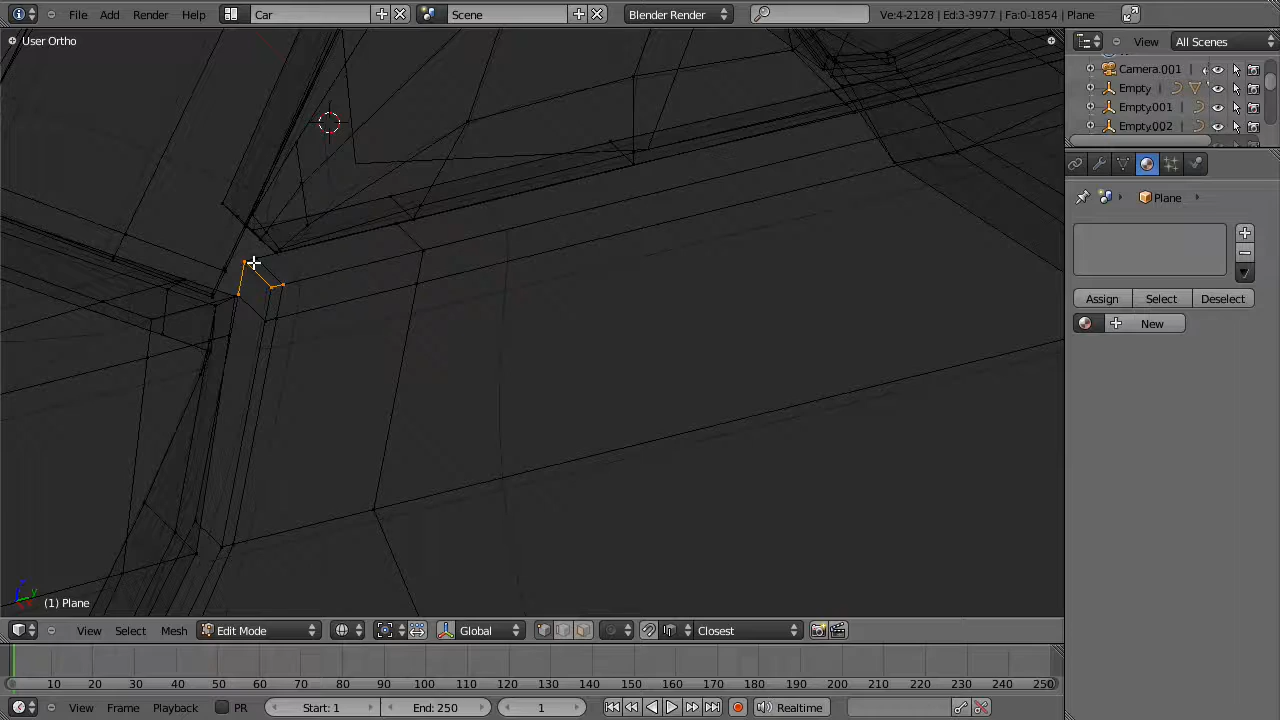 File Add Render Help Car Scene Blender Render Ve:4-2128 | Ed:3-3977 | Fa:0-1854 | Plane
User Ortho
View All Scenes
Camera.001
Empty
Empty.001
Empty.002
Plane
Assign Select Deselect
New
y
(1) Plane
View Select Mesh Edit Mode Global Closest
10 20 30 40 50 60 70 80 90 100 110 120 130 140 150 160 170 180 190 200 210 220 230 240 250
View Frame Playback PR Start: 1 End: 250 1 Realtime